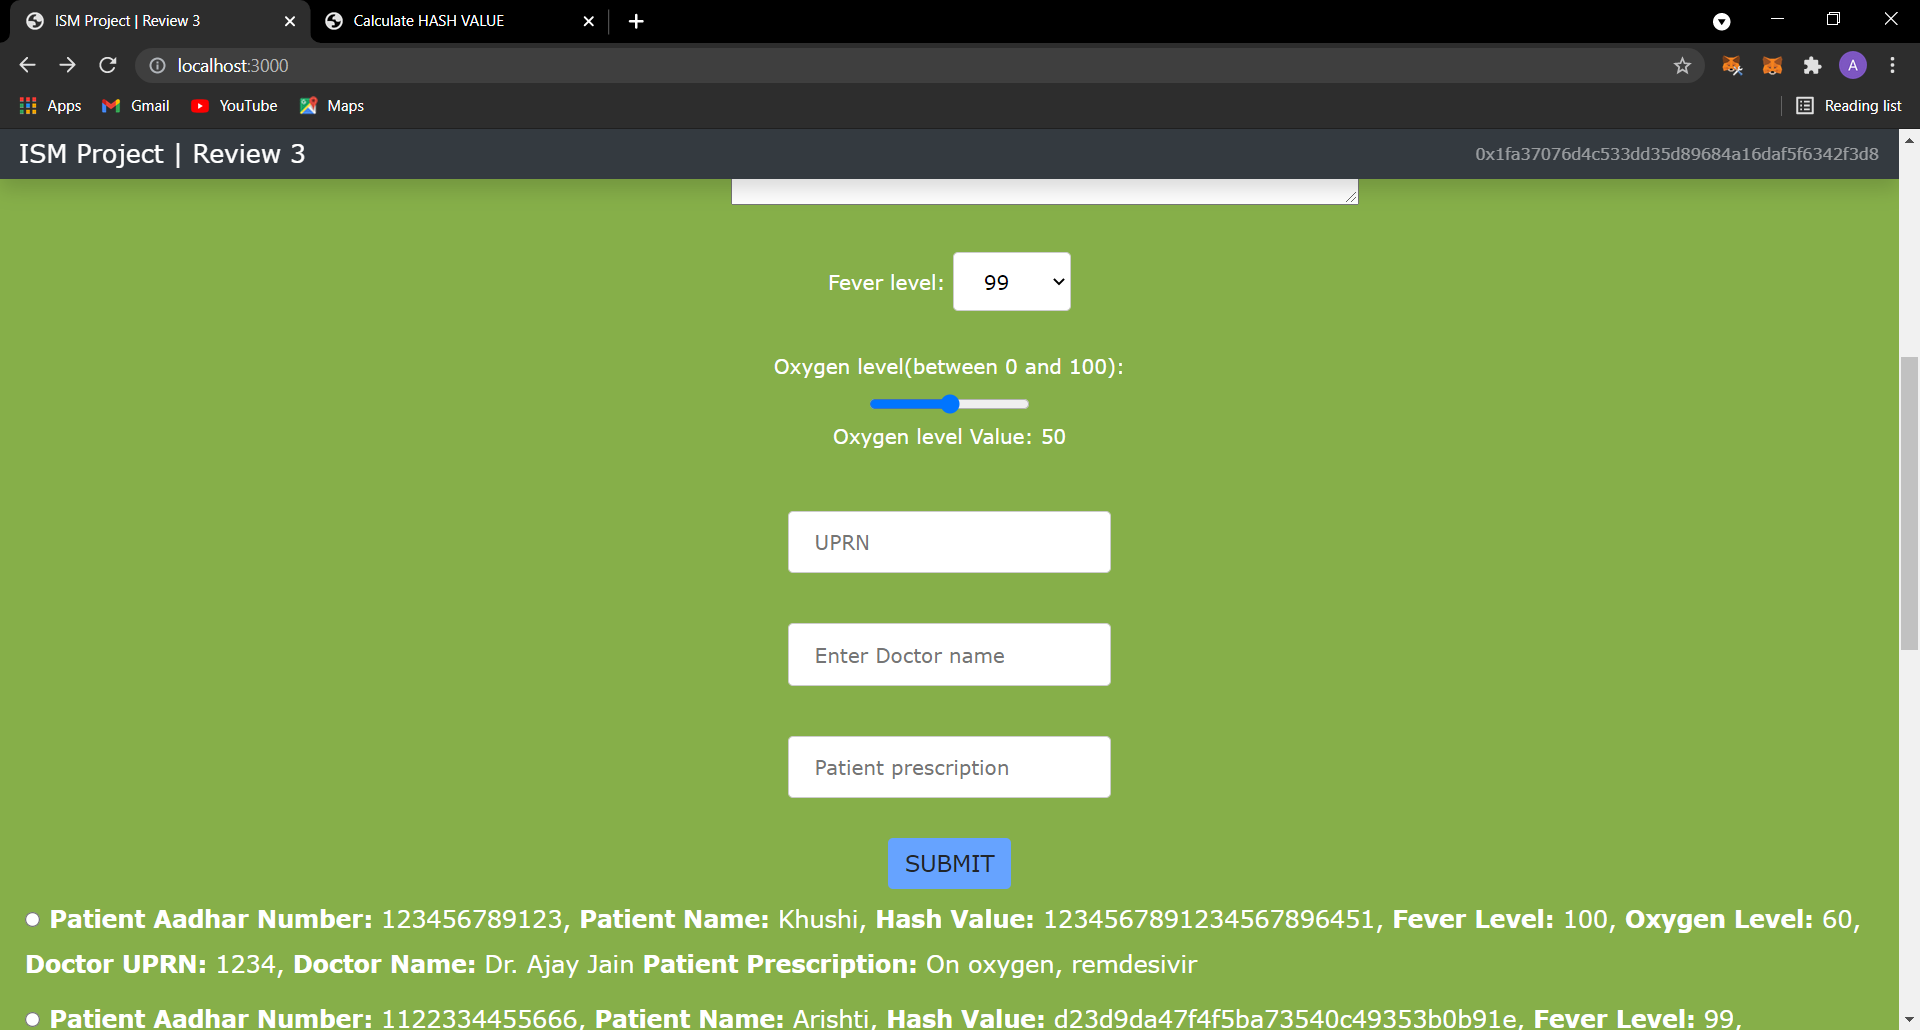 ISM Project | Review 3
Calculate HASH VALUE
localhost:3000
A
Apps
Gmail
YouTube
Maps
Reading list
ISM Project | Review 3
0x1fa37076d4c533dd35d89684a16daf5f6342f3d8
Fever level: 99
Oxygen level(between 0 and 100):
Oxygen level Value: 50
UPRN
Enter Doctor name
Patient prescription
SUBMIT
Patient Aadhar Number: 123456789123, Patient Name: Khushi, Hash Value: 1234567891234567896451, Fever Level: 100, Oxygen Level: 60,
Doctor UPRN: 1234, Doctor Name: Dr. Ajay Jain Patient Prescription: On oxygen, remdesivir
Patient Aadhar Number: 1122334455666, Patient Name: Arishti, Hash Value: d23d9da47f4f5ba73540c49353b0b91e, Fever Level: 99,